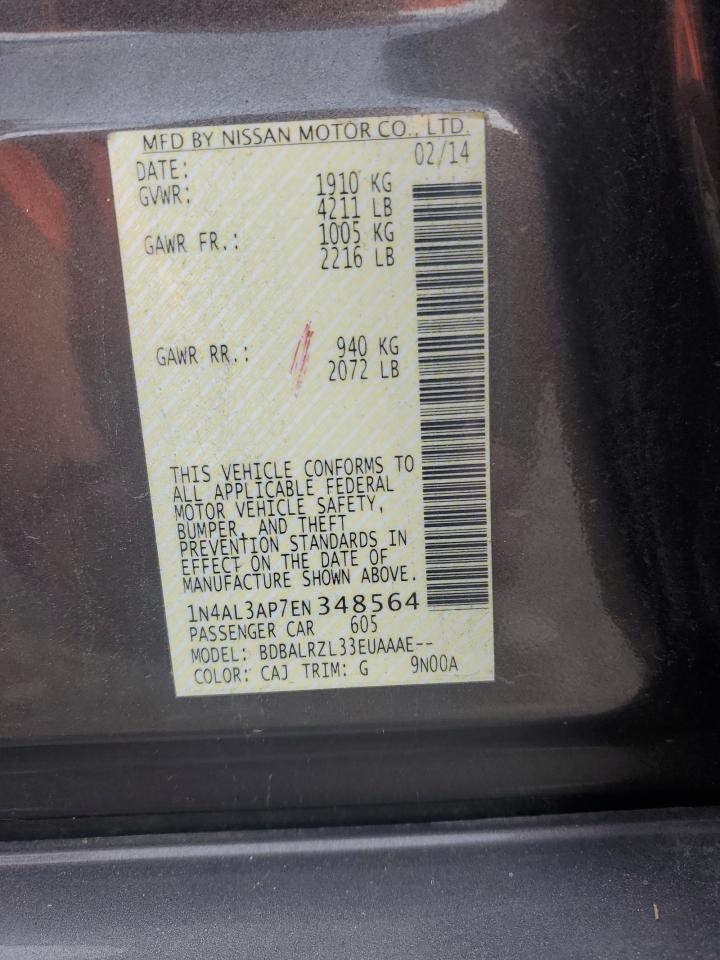 MFD BY NISSAN MOTOR CO., LTD.
DATE: 02/14
GVWR: 1910 KG
4211 LB
GAWR FR.: 1005 KG
2216 LB
GAWR RR.: 940 KG
2072 LB
THIS VEHICLE CONFORMS TO
ALL APPLICABLE FEDERAL
MOTOR VEHICLE SAFETY,
BUMPER, AND THEFT
PREVENTION STANDARDS IN
EFFECT ON THE DATE OF
MANUFACTURE SHOWN ABOVE.
1N4AL3AP7EN 348564
PASSENGER CAR 605
MODEL: BDBALRZL33EUAAAE--
COLOR: CAJ TRIM: G 9N00A